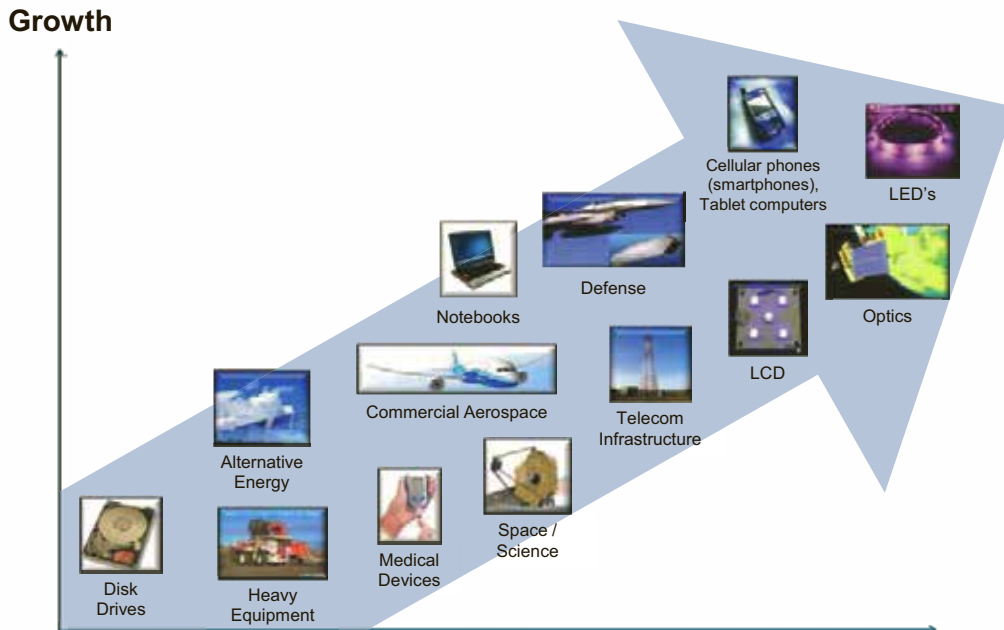 Growth
Cellular phones
(smartphones),
Tablet computers
LED's
Defense
Optics
Notebooks
LCD
Commercial Aerospace
Telecom
Infrastructure
Alternative
Energy
Space /
Science
Medical
Devices
Disk
Drives
Heavy
Equipment